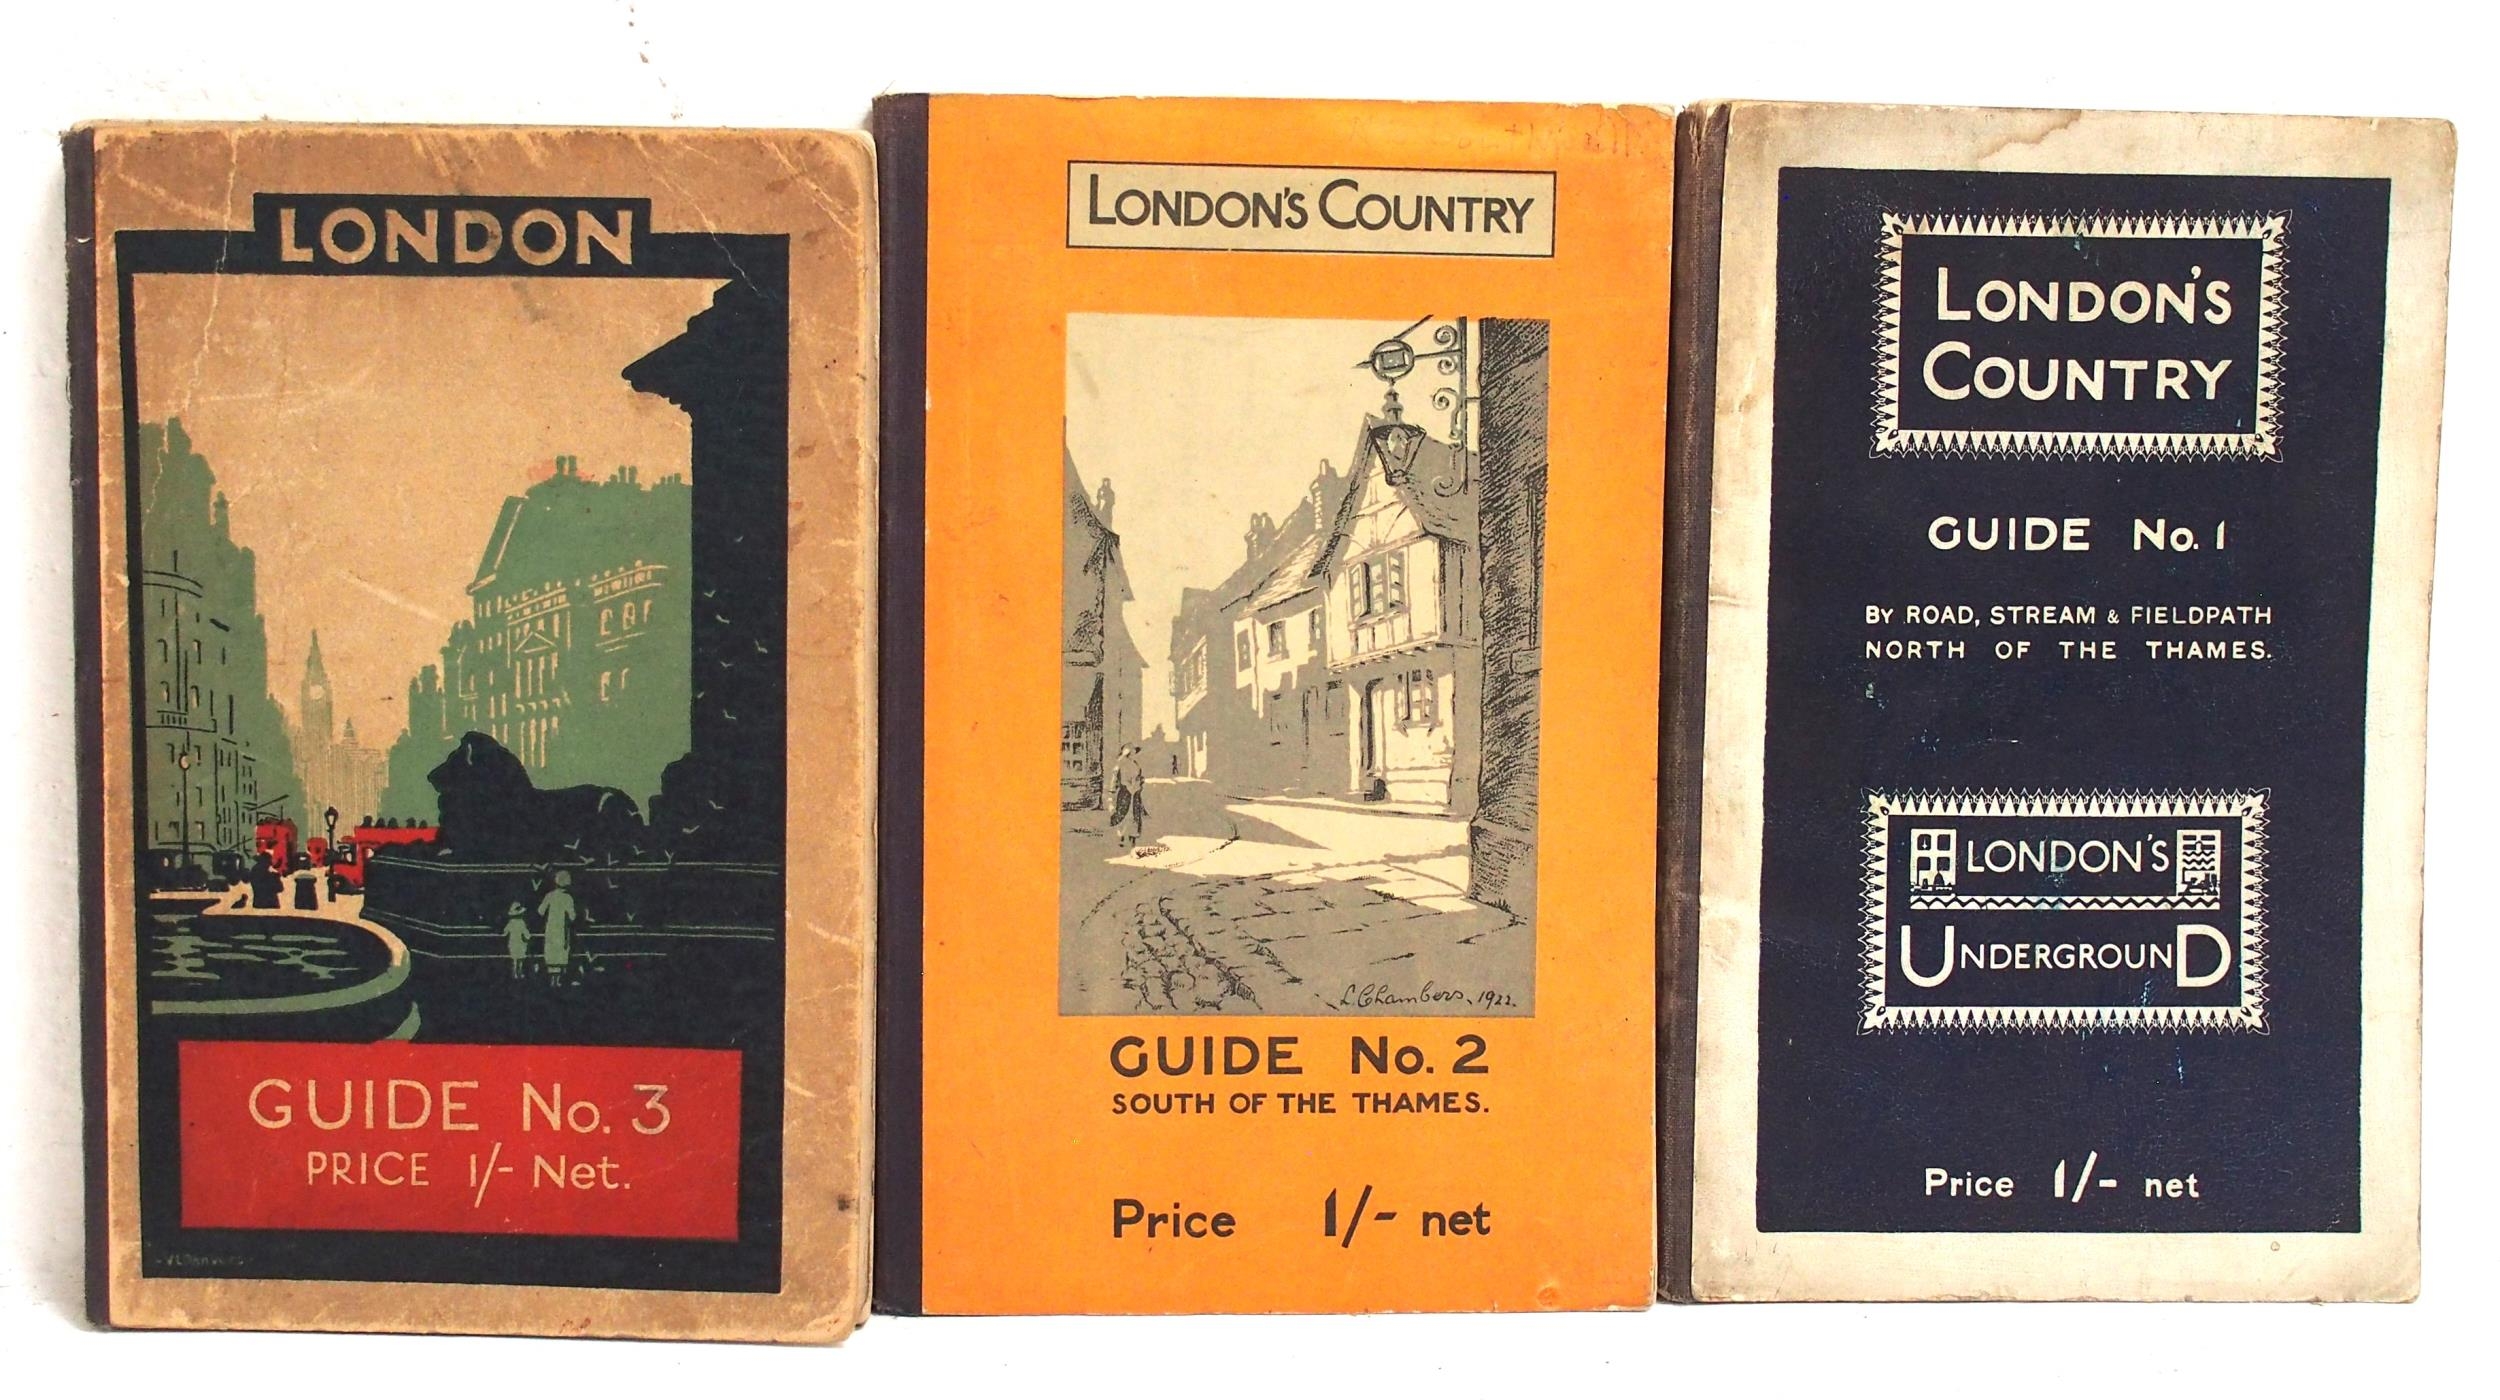 LONDON
GUIDE No. 3
PRICE 1/- Net.
LONDON'S COUNTRY
L. Chambers, 1922.
GUIDE No. 2
SOUTH OF THE THAMES.
Price 1/- net
LONDON'S
COUNTRY
GUIDE No. 1
BY ROAD, STREAM & FIELDPATH
NORTH OF THE THAMES.
LONDON'S
UNDERGROUND
Price 1/- net